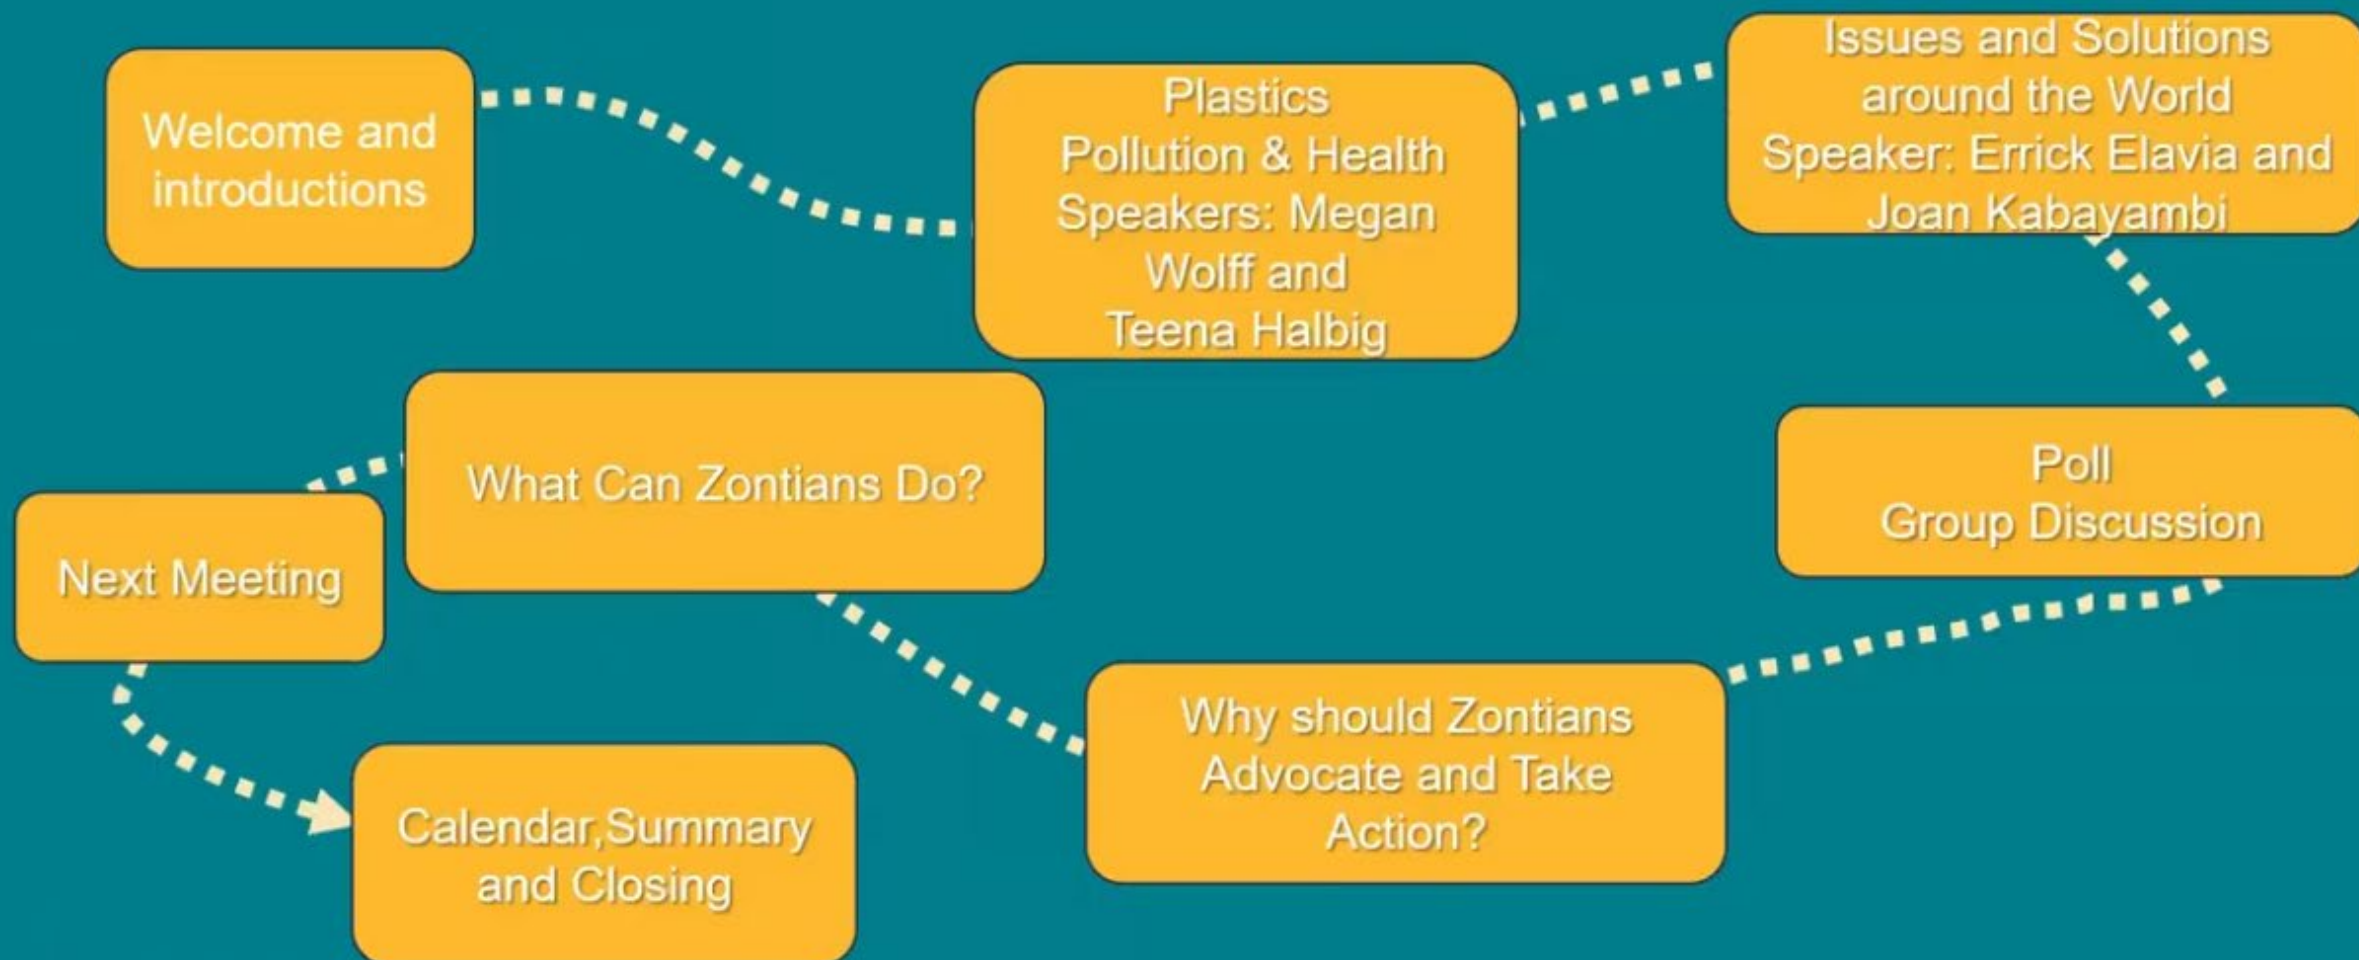 Welcome and
introductions
Plastics
Pollution & Health
Speakers: Megan
Wolff and
Teena Halbig
Issues and Solutions
around the World
Speaker: Errick Elavia and
Joan Kabayambi
Poll
Group Discussion
Why should Zontians
Advocate and Take
Action?
What Can Zontians Do?
Next Meeting
Calendar,Summary
and Closing